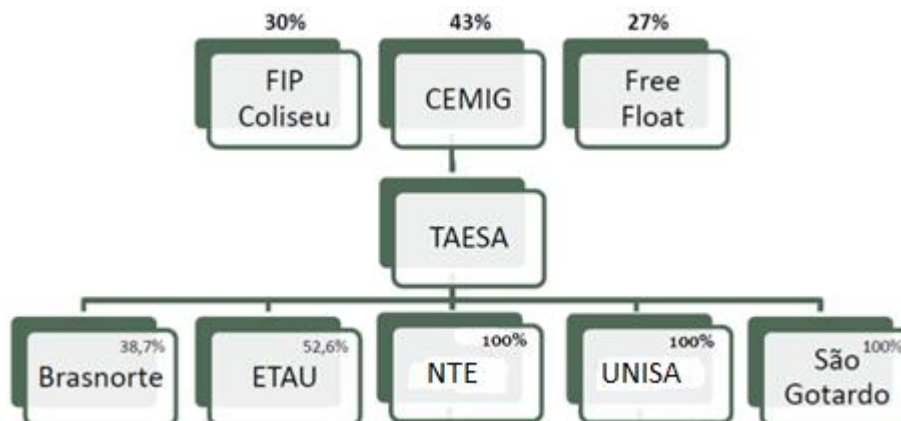 30% 43% 27%
FIP
Coliseu
CEMIG
Free
Float
TAESA
38,7%
Brasnorte
52,6%
ETAU
100%
NTE
100%
UNISA
100%
São
Gotardo